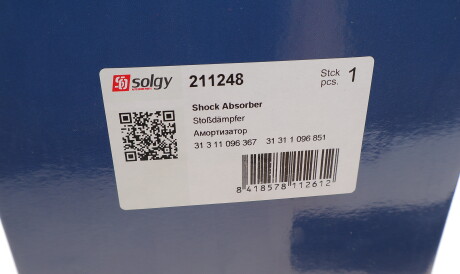 solgy 211248 Stck pcs. 1
Shock Absorber
Stoßdämpfer
Амортизатор
31 3 11 096 367 31 31 1 096 851
8 418578 112612